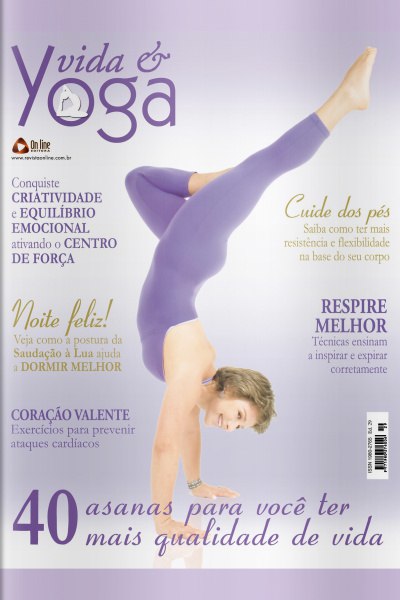 vida &
Yoga
On line
EDITORA
www.revistaonline.com.br
Conquiste
CRIATIVIDADE
e EQUILÍBRIO
EMOCIONAL
ativando o CENTRO
DE FORÇA
Cuide dos pés
Saiba como ter mais
resistência e flexibilidade
na base do seu corpo
Noite feliz!
Veja como a postura da
Saudação à Lua ajuda
a DORMIR MELHOR
RESPIRE
MELHOR
Técnicas ensinam
a inspirar e expirar
corretamente
CORAÇÃO VALENTE
Exercícios para prevenir
ataques cardíacos
40 asanas para você ter
mais qualidade de vida